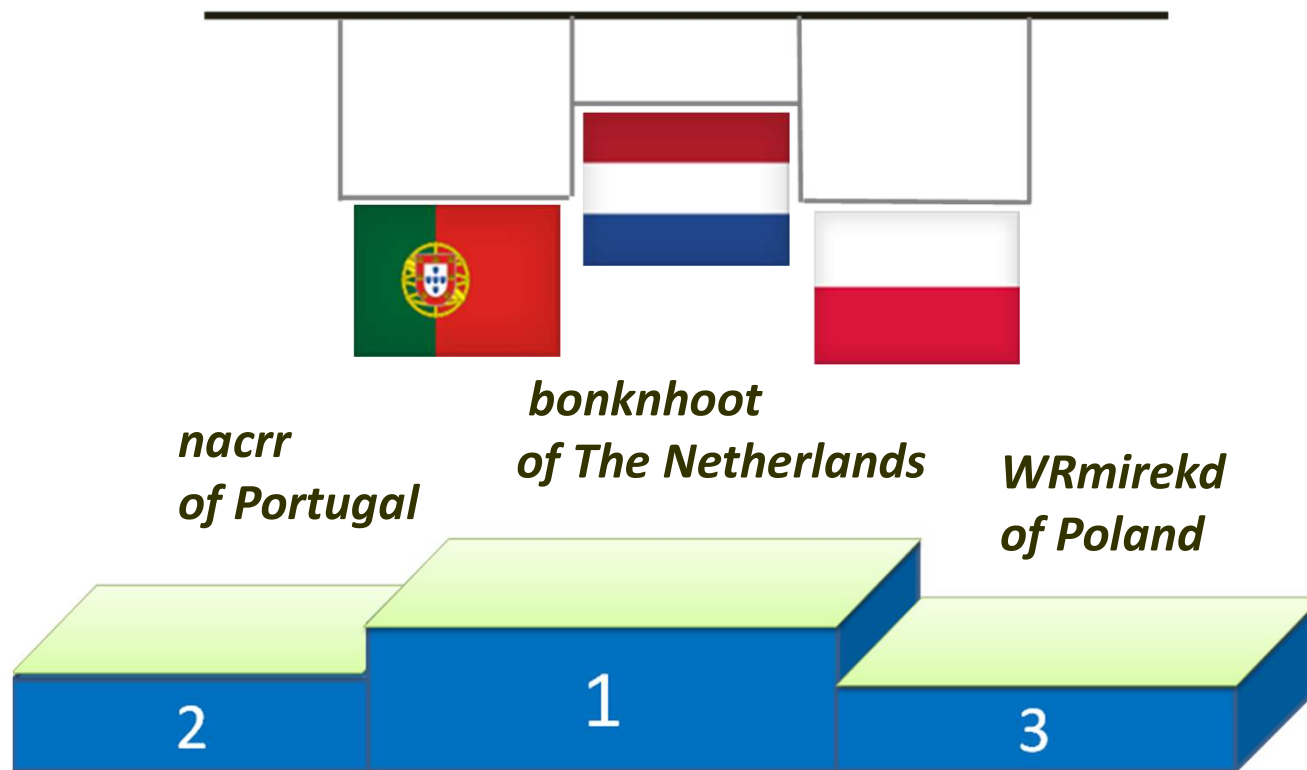 bonknhoot
of The Netherlands
nacrr
of Portugal
WRmirekd
of Poland
1
2
3